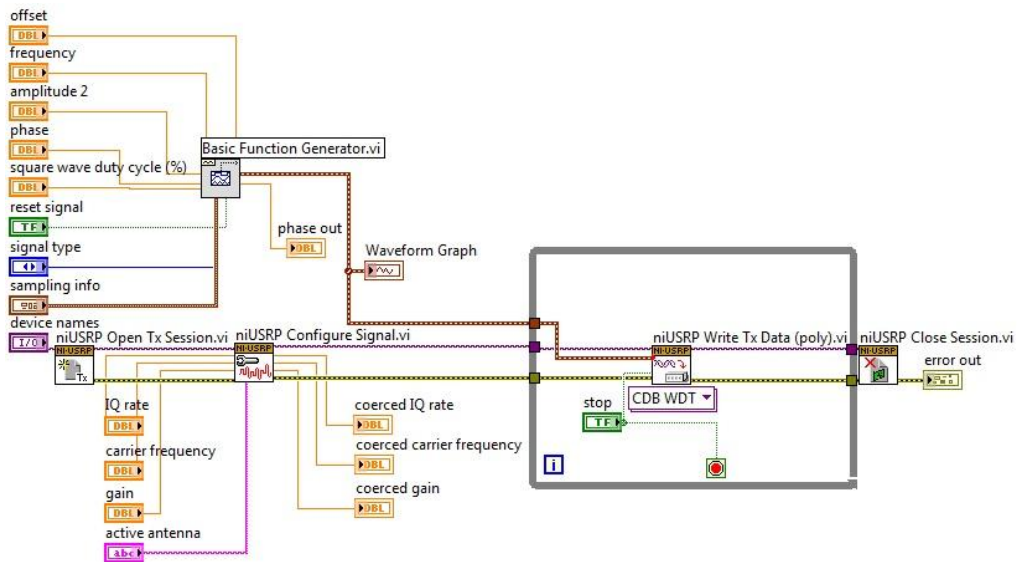 offset
DBL
frequency
DBL
amplitude 2
DBL
phase
DBL
square wave duty cycle (%)
DBL
reset signal
TF
signal type
sampling info
device names
I/O
Basic Function Generator.vi
phase out
DBL
Waveform Graph
niUSRP Open Tx Session.vi
NI-USRP
Tx
niUSRP Configure Signal.vi
NI-USRP
IQ rate
DBL
carrier frequency
DBL
gain
DBL
active antenna
abc
coerced IQ rate
DBL
coerced carrier frequency
DBL
coerced gain
DBL
niUSRP Write Tx Data (poly).vi
NI-USRP
CDB WDT
stop
TF
i
niUSRP Close Session.vi
NI-USRP
error out